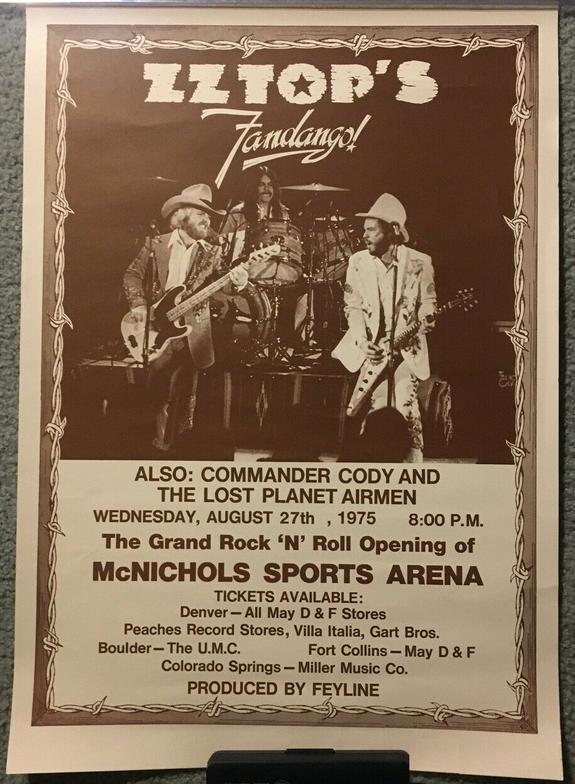 ZZ TOP'S
Fandango!
ALSO: COMMANDER CODY AND
THE LOST PLANET AIRMEN
WEDNESDAY, AUGUST 27th , 1975 8:00 P.M.
The Grand Rock 'N' Roll Opening of
McNICHOLS SPORTS ARENA
TICKETS AVAILABLE:
Denver—All May D & F Stores
Peaches Record Stores, Villa Italia, Gart Bros.
Boulder—The U.M.C. Fort Collins—May D & F
Colorado Springs—Miller Music Co.
PRODUCED BY FEYLINE